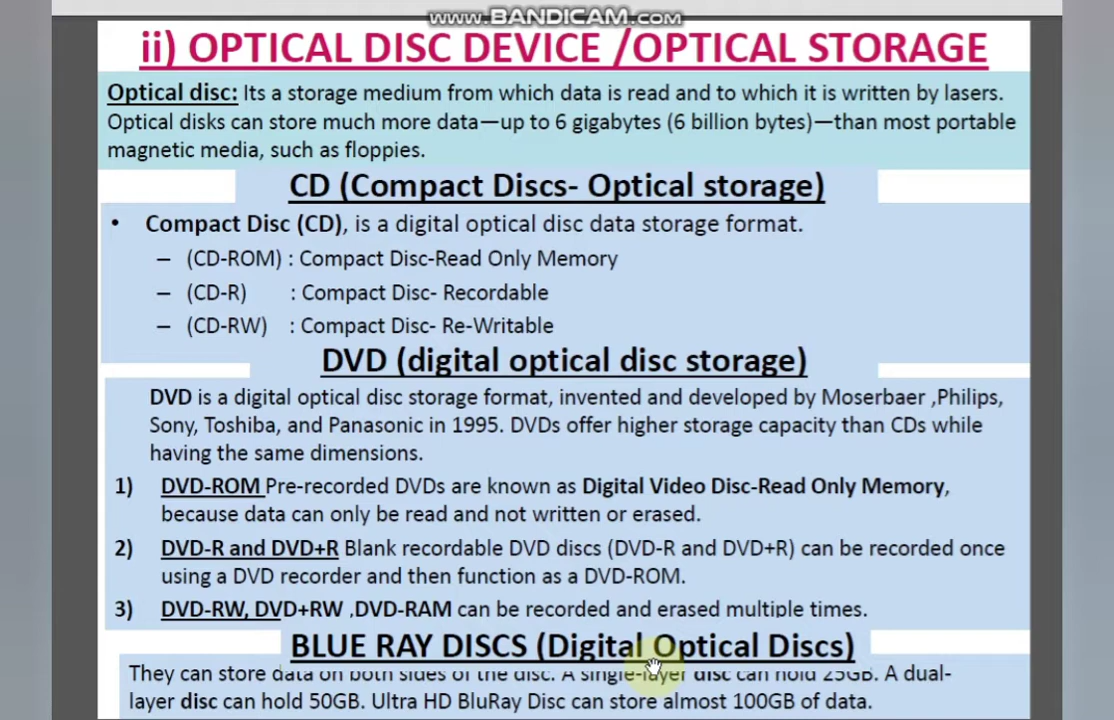 www.BANDICAM.com
ii) OPTICAL DISC DEVICE /OPTICAL STORAGE
Optical disc: Its a storage medium from which data is read and to which it is written by lasers.
Optical disks can store much more data—up to 6 gigabytes (6 billion bytes)—than most portable
magnetic media, such as floppies.
CD (Compact Discs- Optical storage)
• Compact Disc (CD), is a digital optical disc data storage format.
– (CD-ROM) : Compact Disc-Read Only Memory
– (CD-R) : Compact Disc- Recordable
– (CD-RW) : Compact Disc- Re-Writable
DVD (digital optical disc storage)
DVD is a digital optical disc storage format, invented and developed by Moserbaer ,Philips,
Sony, Toshiba, and Panasonic in 1995. DVDs offer higher storage capacity than CDs while
having the same dimensions.
1) DVD-ROM Pre-recorded DVDs are known as Digital Video Disc-Read Only Memory,
because data can only be read and not written or erased.
2) DVD-R and DVD+R Blank recordable DVD discs (DVD-R and DVD+R) can be recorded once
using a DVD recorder and then function as a DVD-ROM.
3) DVD-RW, DVD+RW ,DVD-RAM can be recorded and erased multiple times.
BLUE RAY DISCS (Digital Optical Discs)
They can store data on both sides of the disc. A single-layer disc can hold 25GB. A dual-
layer disc can hold 50GB. Ultra HD BluRay Disc can store almost 100GB of data.